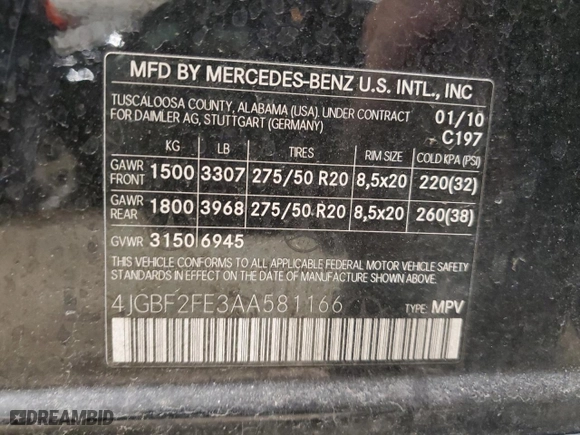 MFD BY MERCEDES-BENZ U.S. INTL., INC
TUSCALOOSA COUNTY, ALABAMA (USA). UNDER CONTRACT 01/10
FOR DAIMLER AG, STUTTGART (GERMANY) C197
KG LB TIRES RIM SIZE COLD KPA (PSI)
GAWR FRONT 1500 3307 275/50 R20 8,5x20 220(32)
GAWR REAR 1800 3968 275/50 R20 8,5x20 260(38)
GVWR 3150 6945
THIS VEHICLE CONFORMS TO ALL APPLICABLE FEDERAL MOTOR VEHICLE SAFETY
STANDARDS IN EFFECT ON THE DATE OF MANUFACTURE SHOWN ABOVE.
4JGBF2FE3AA581166 TYPE: MPV
DREAMBID